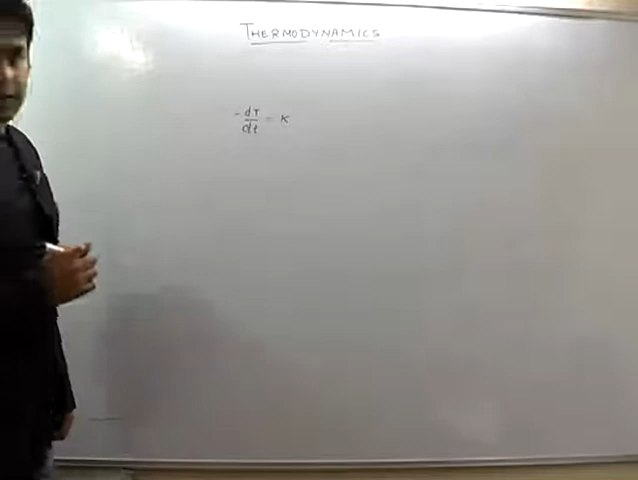 THERMODYNAMICS
-dT/dt = K